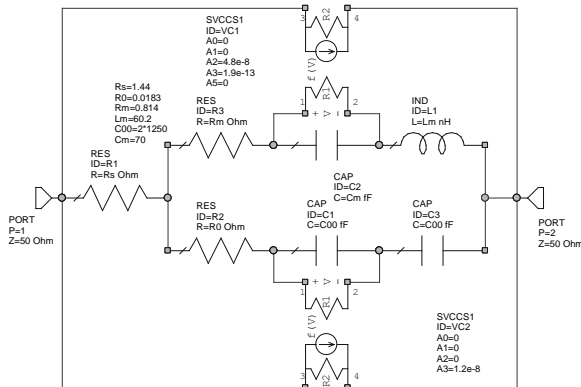 SVCCS1
ID=VC1
A0=0
A1=0
A2=4.8e-8
A3=1.9e-13
A5=0
3
R2
4
f(V)
R1
1
2
+ V -
Rs=1.44
R0=0.0183
Rm=0.814
Lm=60.2
C00=2*1250
Cm=70
RES
ID=R3
R=Rm Ohm
IND
ID=L1
L=Lm nH
RES
ID=R1
R=Rs Ohm
CAP
ID=C2
C=Cm fF
PORT
P=1
Z=50 Ohm
RES
ID=R2
R=R0 Ohm
CAP
ID=C1
C=C00 fF
CAP
ID=C3
C=C00 fF
PORT
P=2
Z=50 Ohm
+ V -
1
2
R1
f(V)
3
R2
4
SVCCS1
ID=VC2
A0=0
A1=0
A2=0
A3=1.2e-8